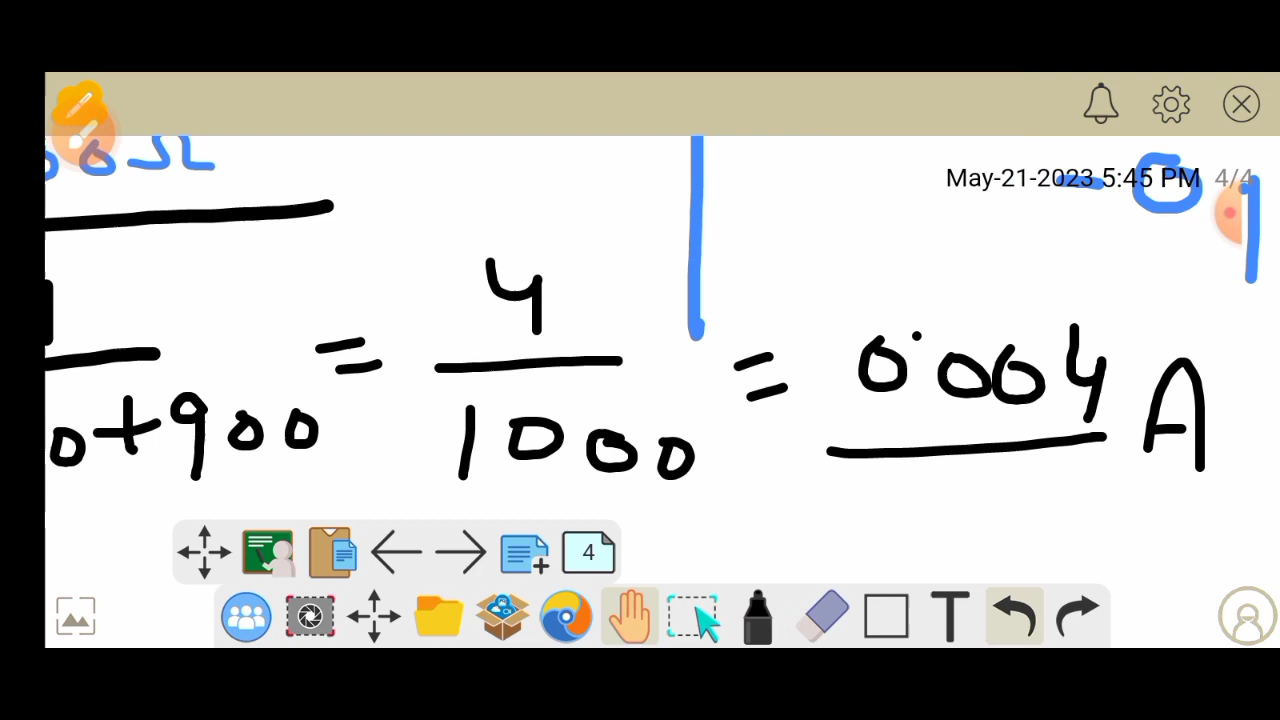 May-21-2023 5:45 PM 4/4
= 4 / 1000 = 0.004 A
0+900
4
T